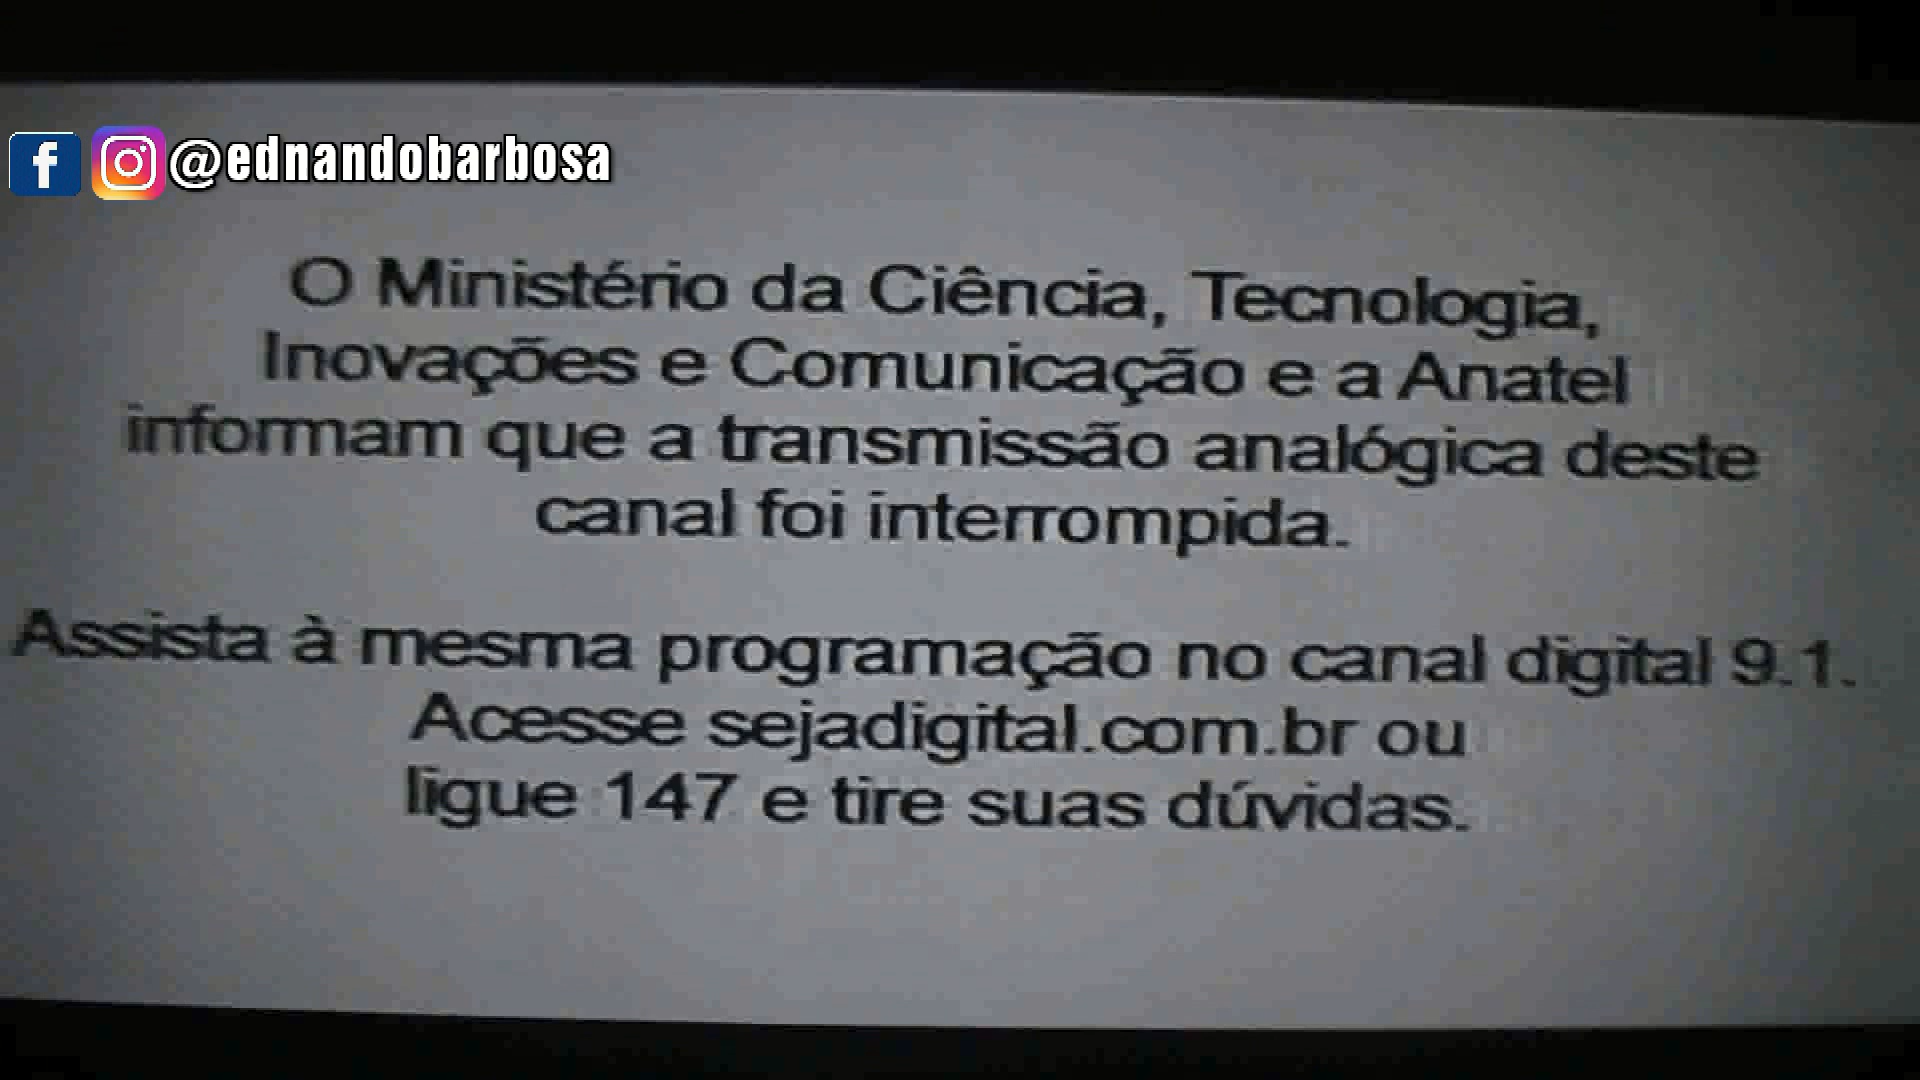 f @ednandobarbosa
O Ministério da Ciência, Tecnologia,
Inovações e Comunicação e a Anatel
informam que a transmissão analógica deste
canal foi interrompida.
Assista à mesma programação no canal digital 9.1.
Acesse sejadigital.com.br ou
ligue 147 e tire suas dúvidas.